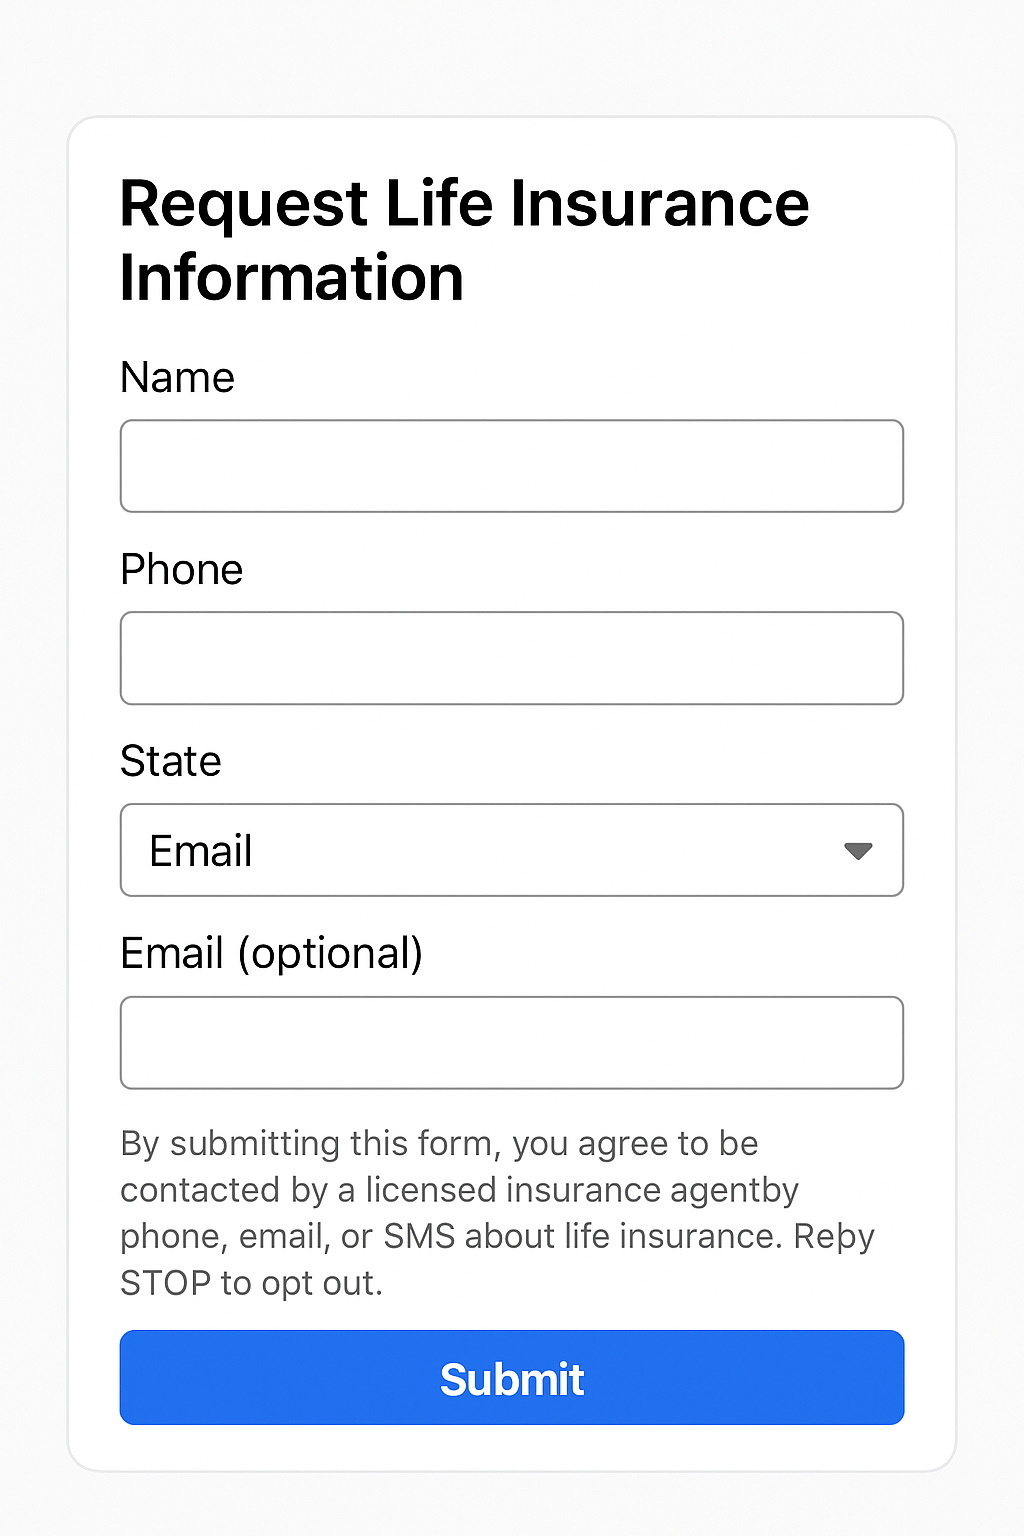 Request Life Insurance
Information
Name
Phone
State
Email
Email (optional)
By submitting this form, you agree to be
contacted by a licensed insurance agentby
phone, email, or SMS about life insurance. Reþy
STOP to opt out.
Submit